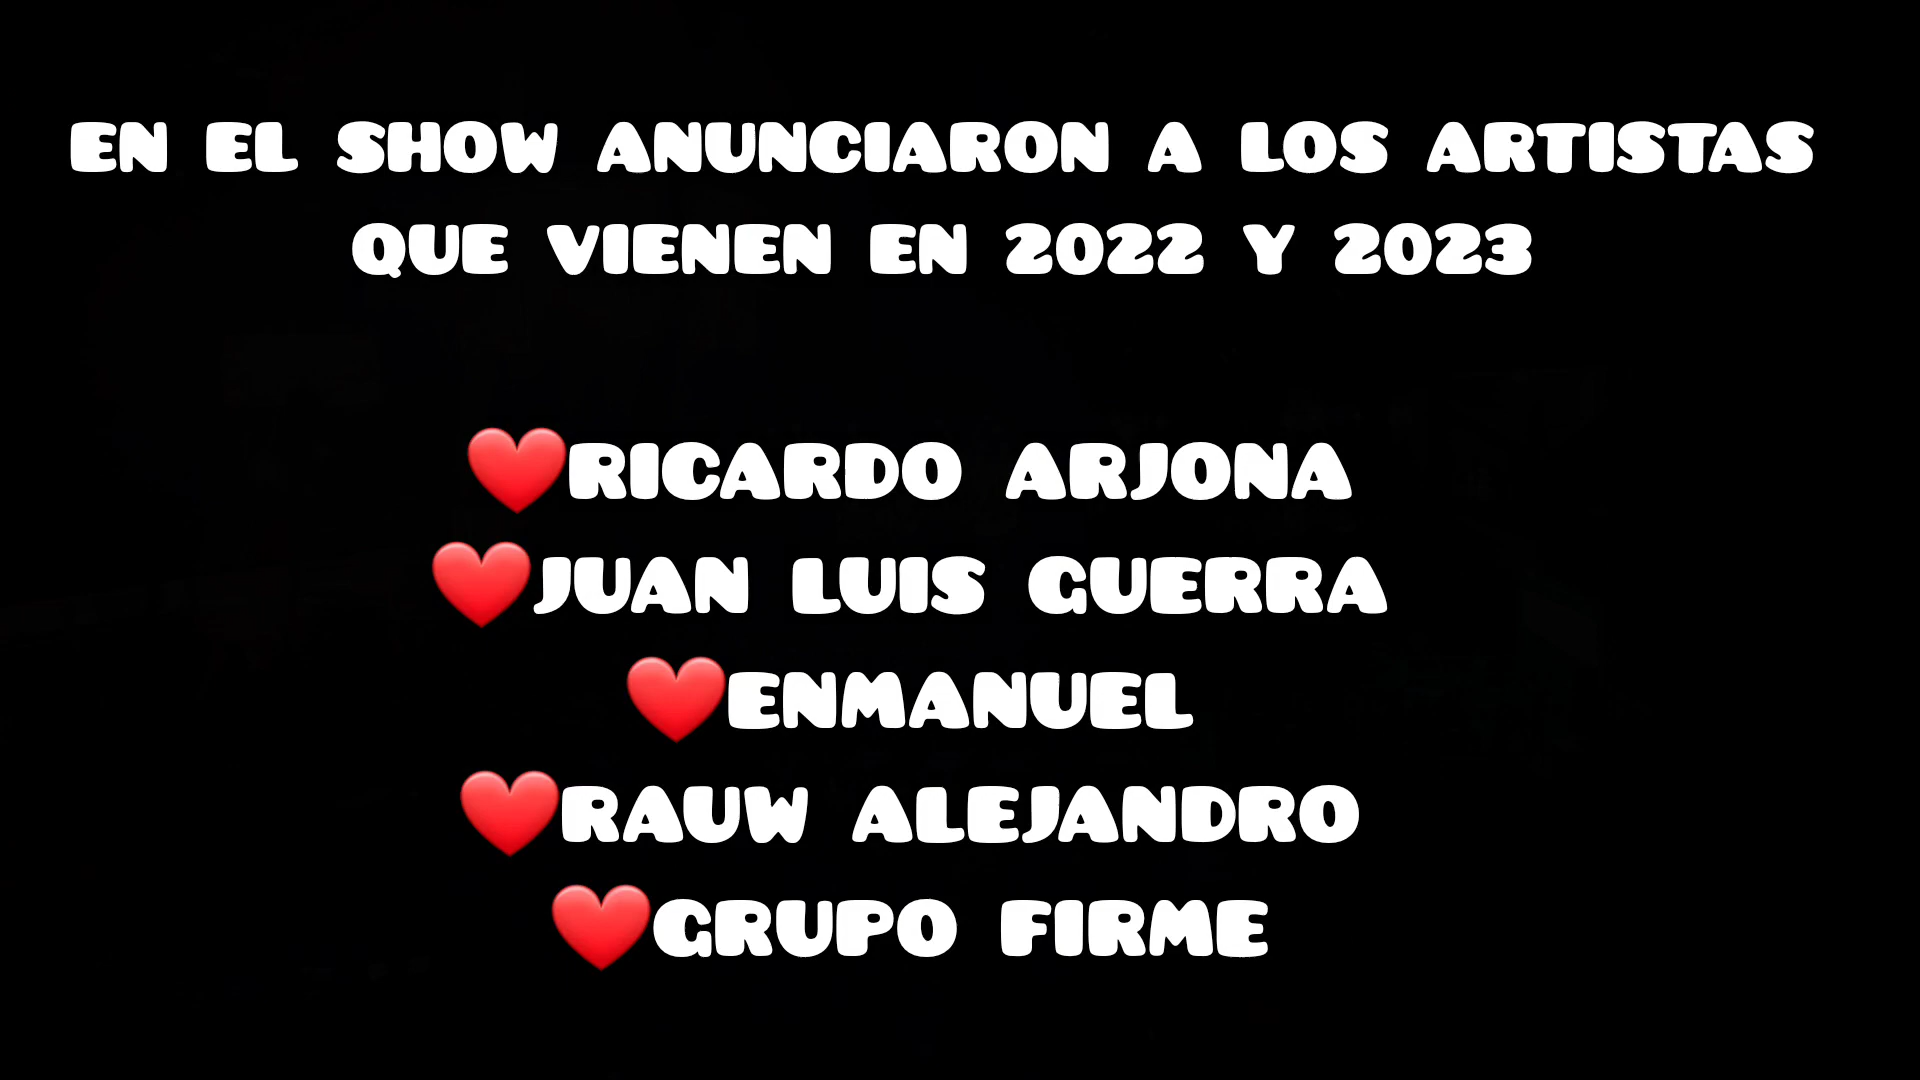 EN EL SHOW ANUNCIARON A LOS ARTISTAS
QUE VIENEN EN 2022 Y 2023
❤️RICARDO ARJONA
❤️JUAN LUIS GUERRA
❤️ENMANUEL
❤️RAUW ALEJANDRO
❤️GRUPO FIRME